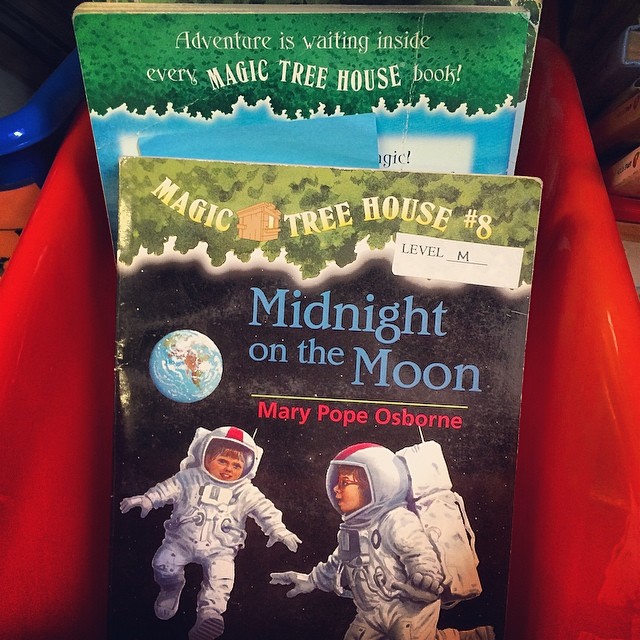 Adventure is waiting inside
every MAGIC TREE HOUSE book!
agic!
MAGIC TREE HOUSE #8
LEVEL M
Midnight
on the Moon
Mary Pope Osborne